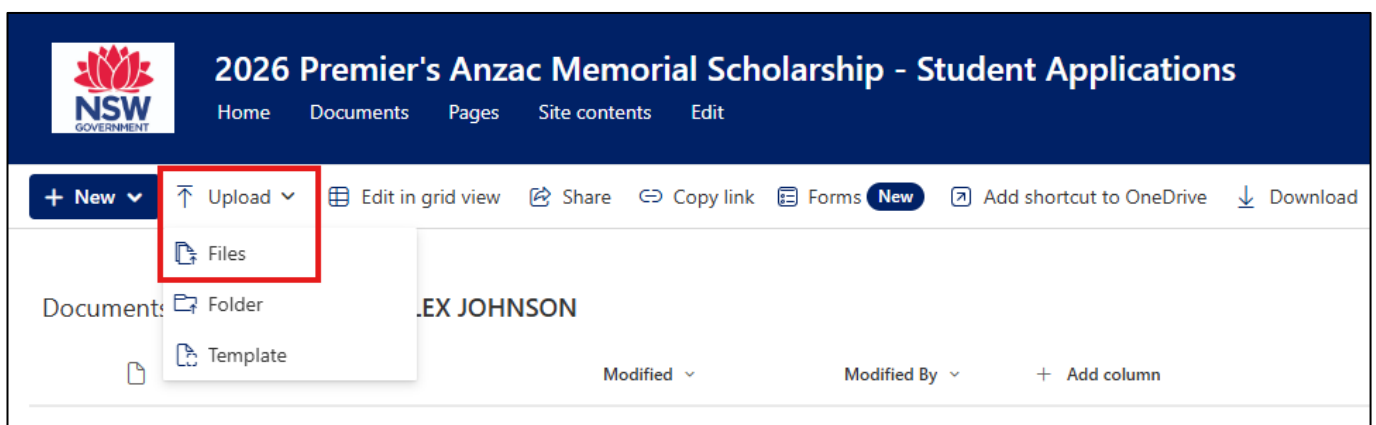 2026 Premier's Anzac Memorial Scholarship - Student Applications
NSW
GOVERNMENT
Home Documents Pages Site contents Edit
+ New Upload Edit in grid view Share Copy link Forms New Add shortcut to OneDrive Download
Files
Documents LEX JOHNSON
Folder
Template
Modified Modified By + Add column